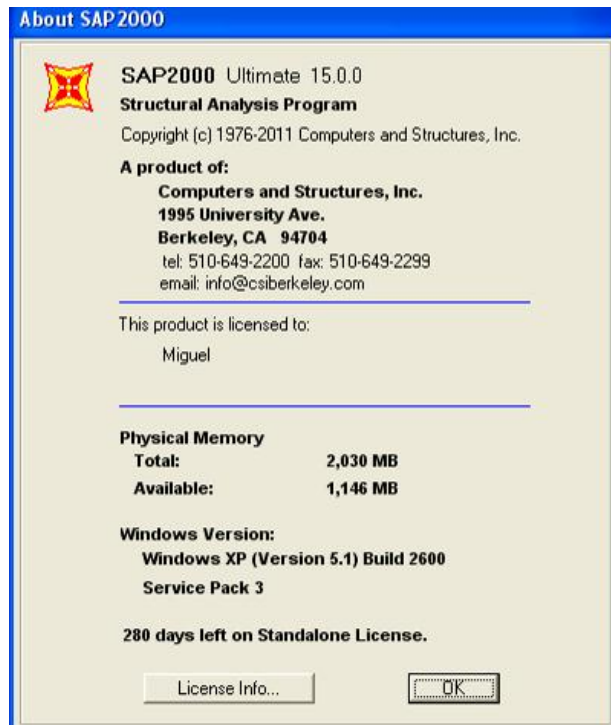 About SAP2000
SAP2000 Ultimate 15.0.0
Structural Analysis Program
Copyright (c) 1976-2011 Computers and Structures, Inc.
A product of:
Computers and Structures, Inc.
1995 University Ave.
Berkeley, CA 94704
tel: 510-649-2200 fax: 510-649-2299
email: info@csiberkeley.com
This product is licensed to:
Miguel
Physical Memory
Total: 2,030 MB
Available: 1,146 MB
Windows Version:
Windows XP (Version 5.1) Build 2600
Service Pack 3
280 days left on Standalone License.
License Info... OK